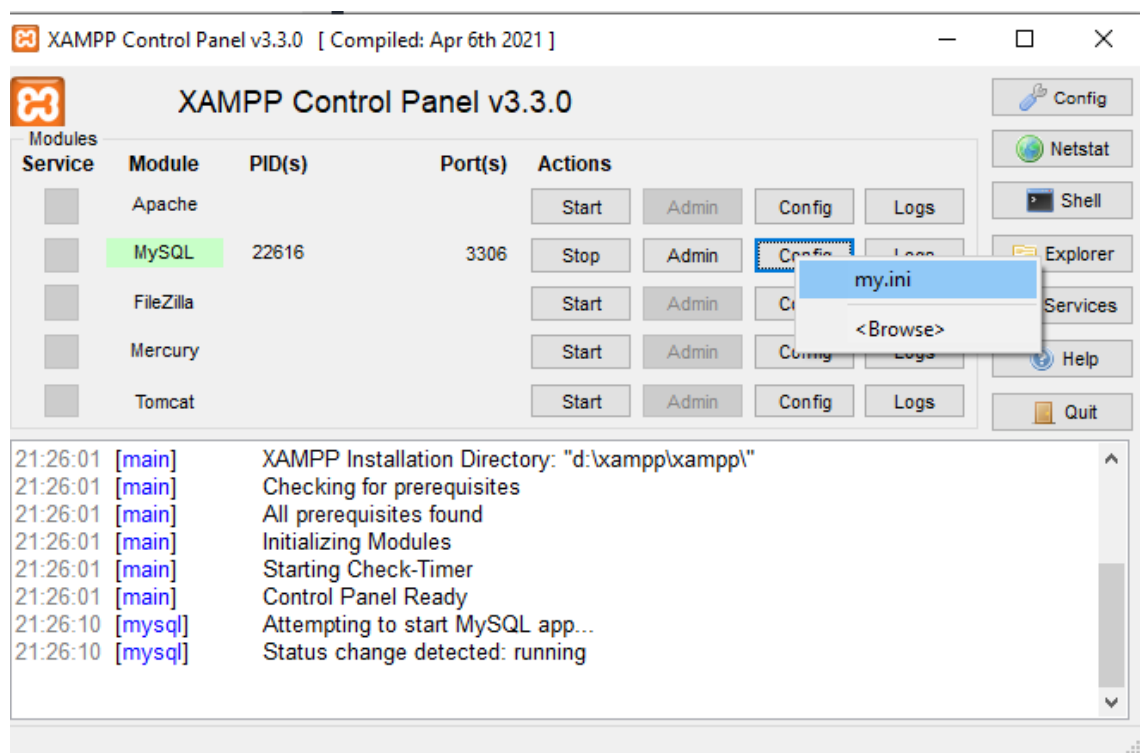 XAMPP Control Panel v3.3.0 [ Compiled: Apr 6th 2021 ]
XAMPP Control Panel v3.3.0
Config
Modules
Service Module PID(s) Port(s) Actions
Netstat
Apache Start Admin Config Logs
Shell
MySQL 22616 3306 Stop Admin Config Logs
Explorer
my.ini
FileZilla Start Admin
Services
<Browse>
Mercury Start Admin Config Logs
Help
Tomcat Start Admin Config Logs
Quit
21:26:01 [main] XAMPP Installation Directory: "d:\xampp\xampp\"
21:26:01 [main] Checking for prerequisites
21:26:01 [main] All prerequisites found
21:26:01 [main] Initializing Modules
21:26:01 [main] Starting Check-Timer
21:26:01 [main] Control Panel Ready
21:26:10 [mysql] Attempting to start MySQL app...
21:26:10 [mysql] Status change detected: running